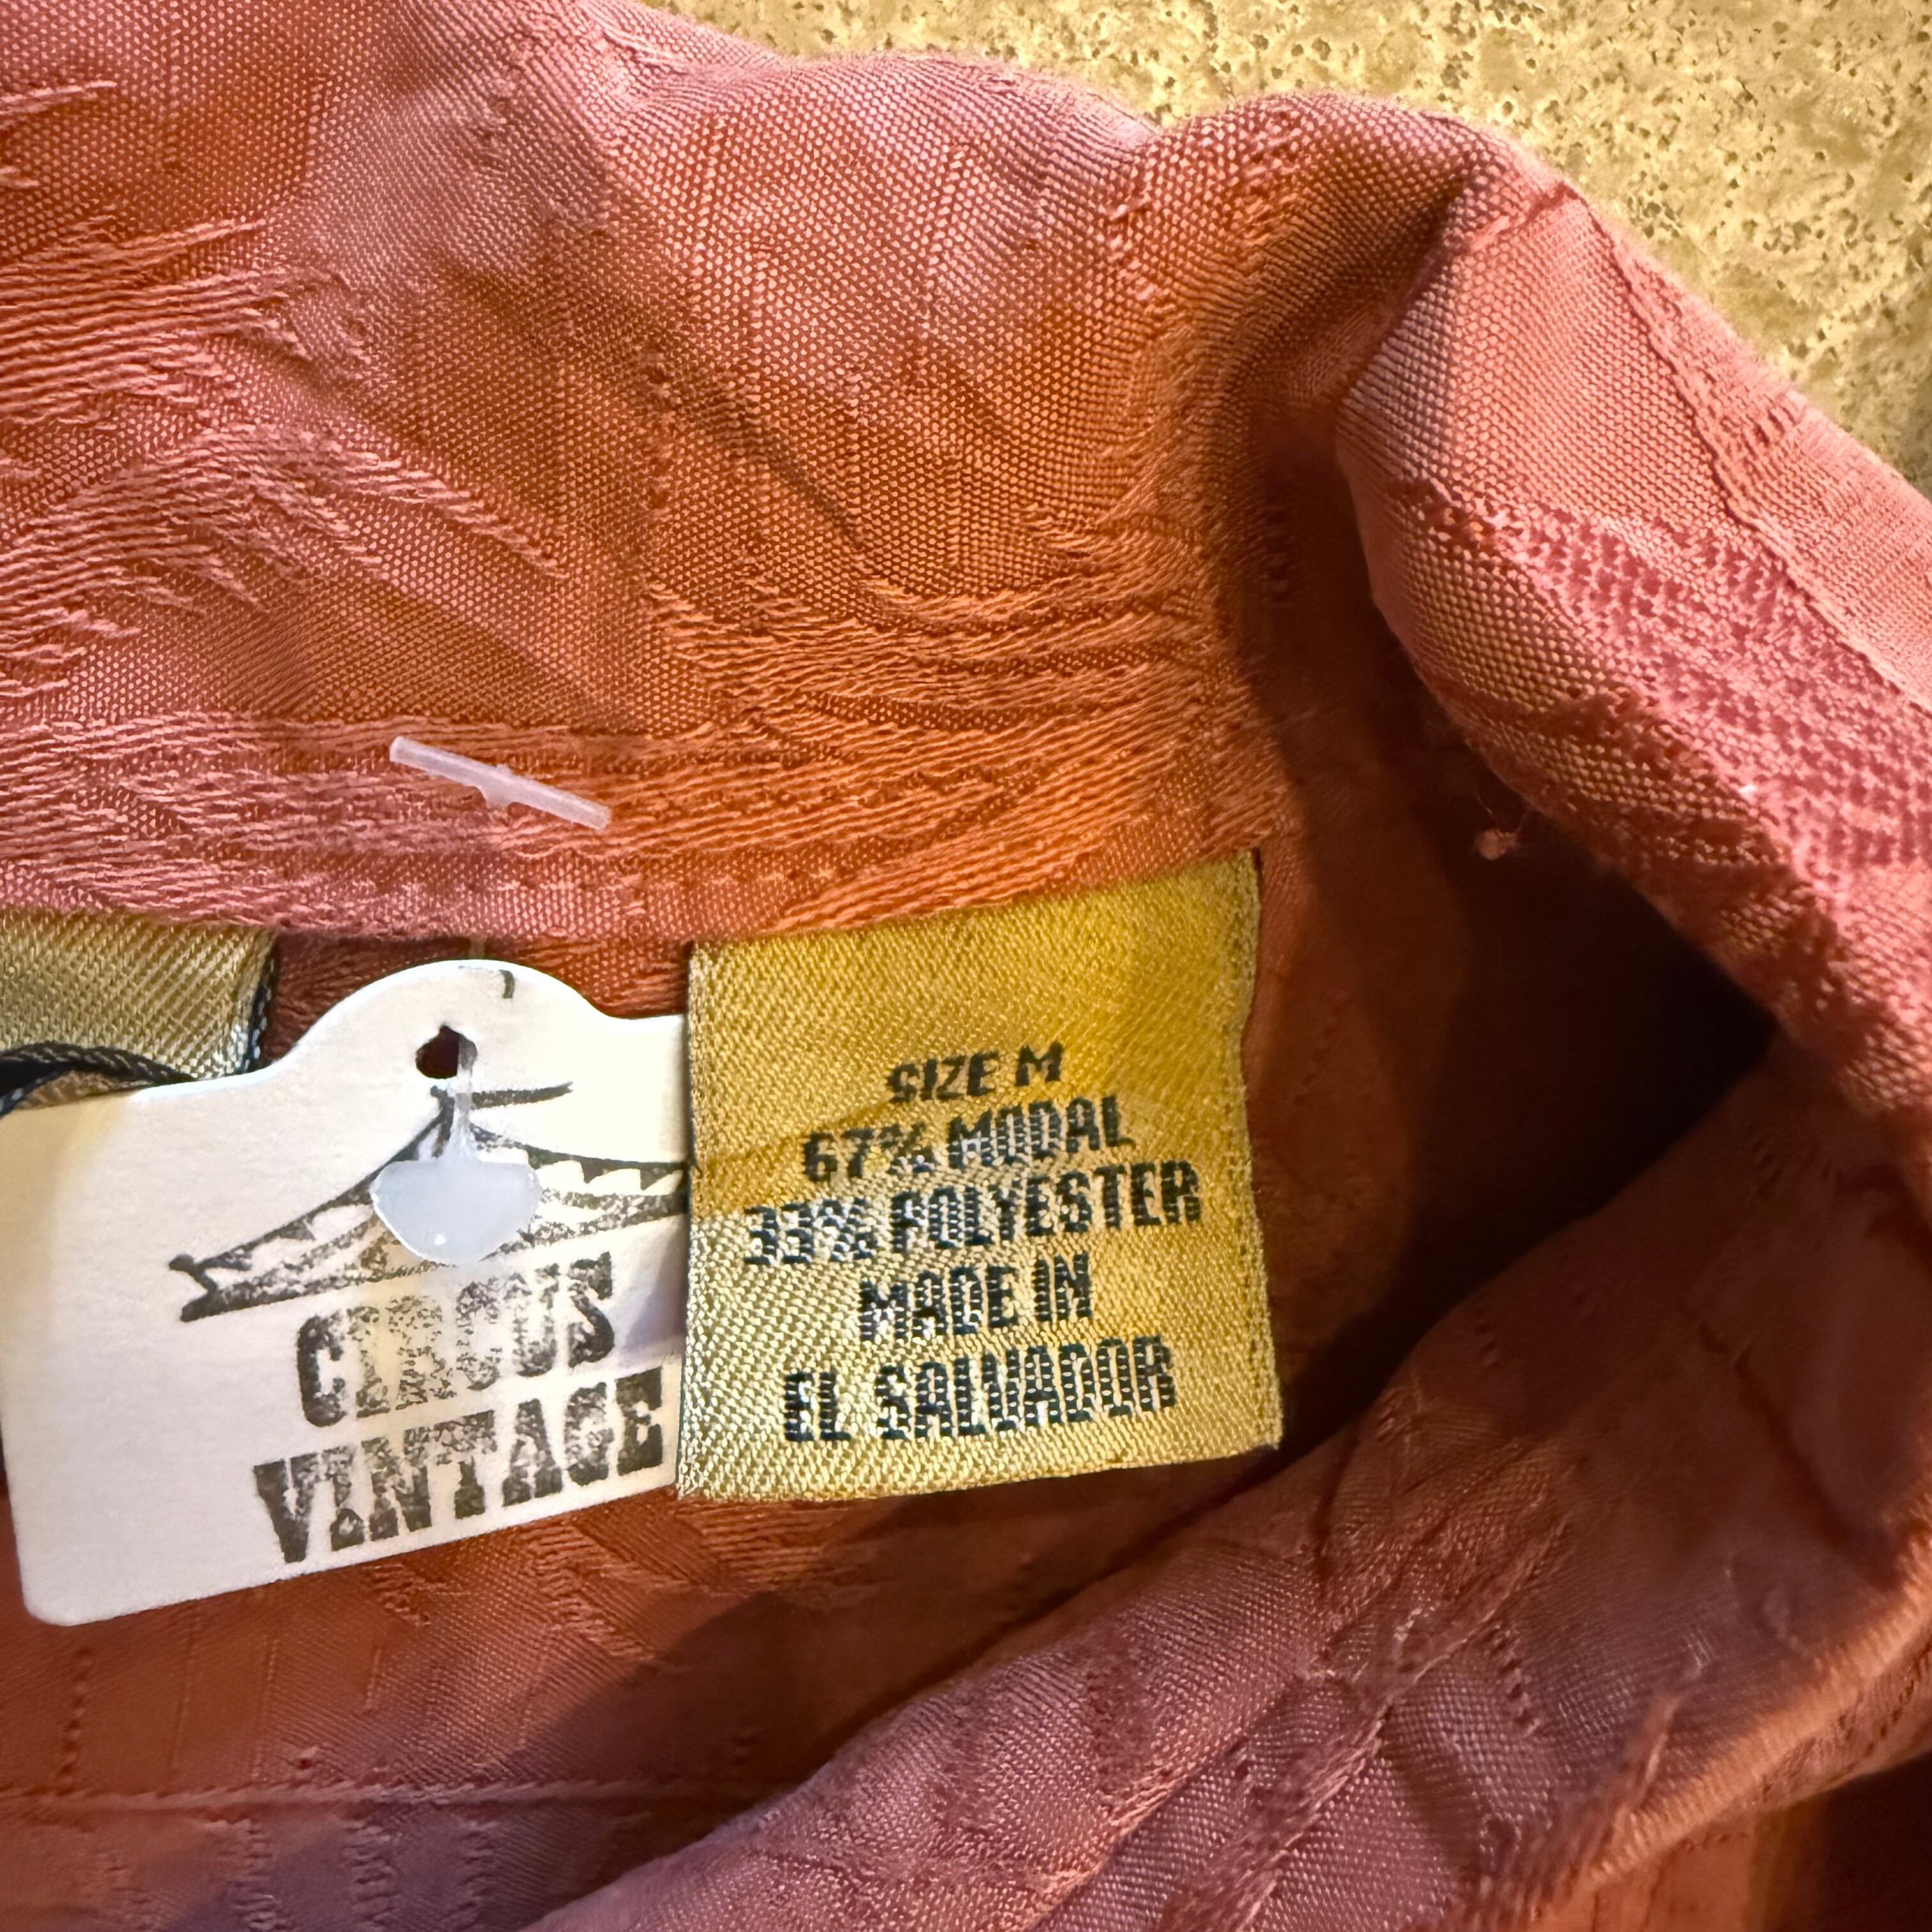 CIRCUS
VINTAGE
SIZE M
67% MODAL
33% POLYESTER
MADE IN
EL SALVADOR